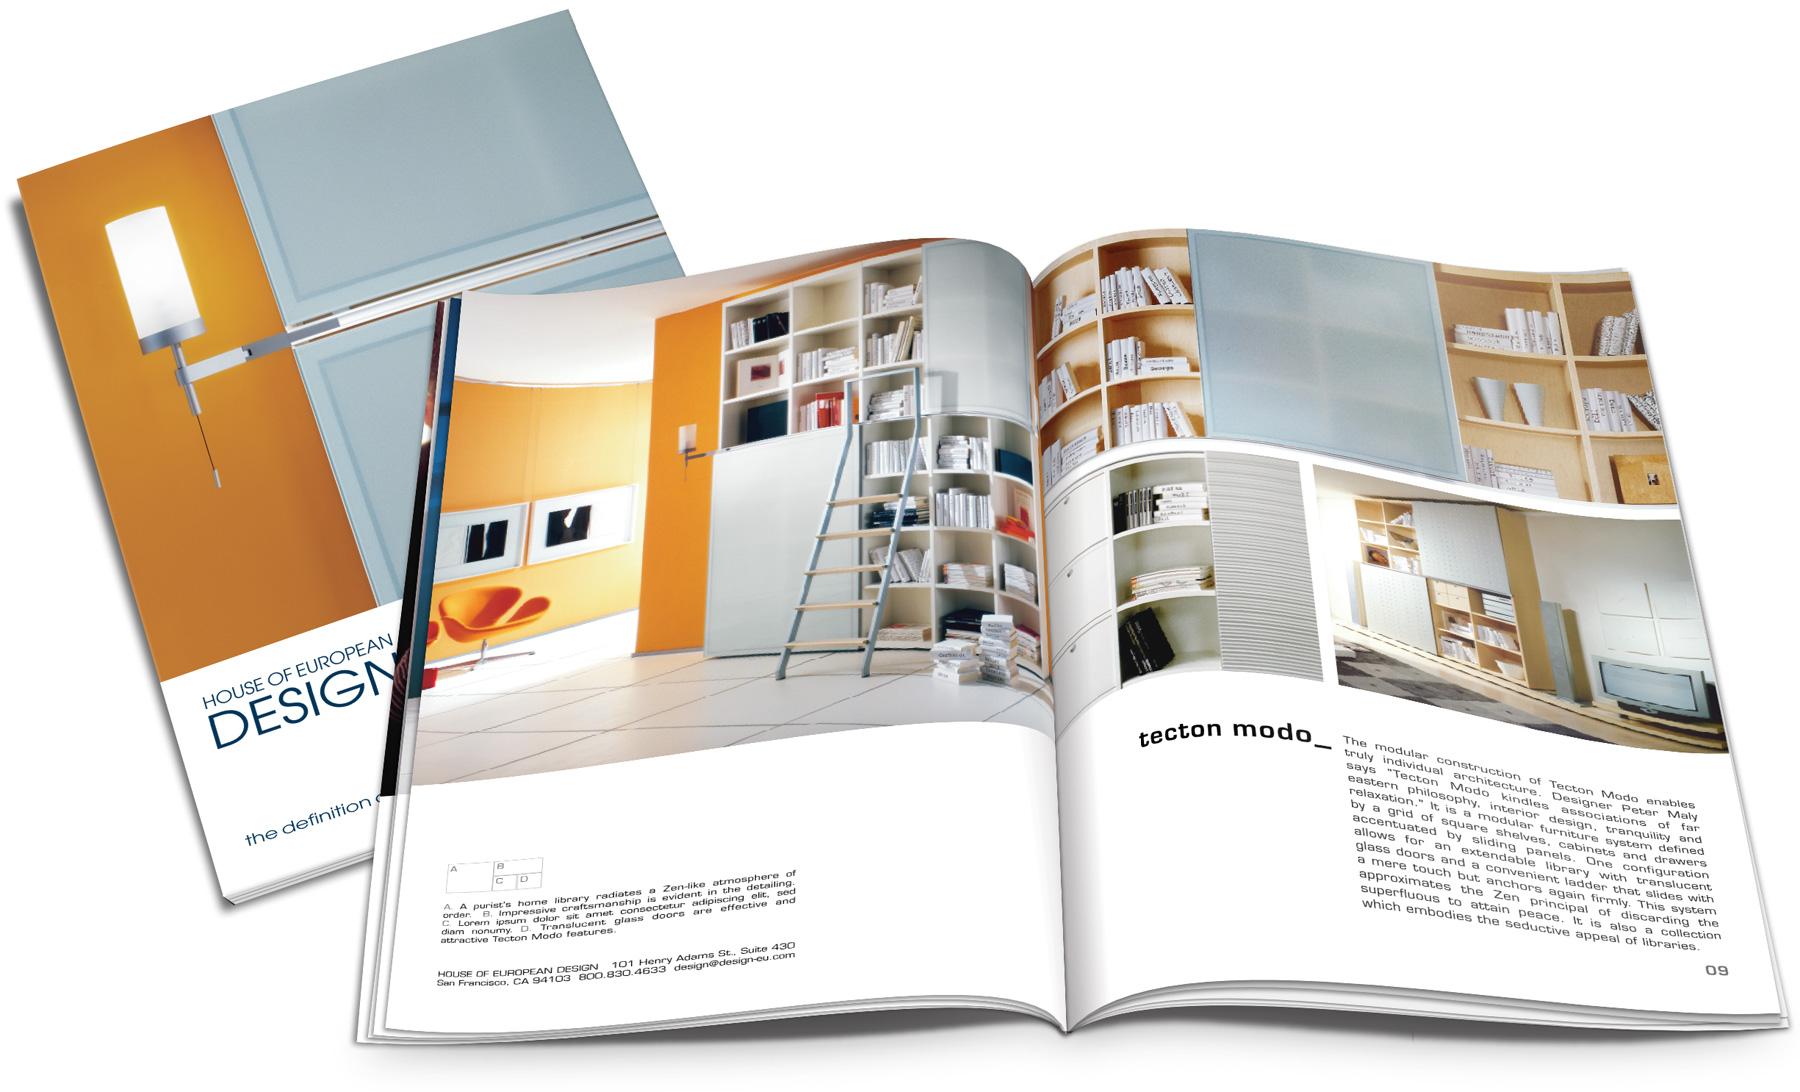 HOUSE OF EUROPEAN
DESIGN
the definition
A B
C D
A. A purist's home library radiates a Zen-like atmosphere of
order. B. Impressive craftsmanship is evident in the detailing.
C. Lorem ipsum dolor sit amet consectetur adipiscing elit, sed
diam nonumy. D. Translucent glass doors are effective and
attractive Tecton Modo features.
HOUSE OF EUROPEAN DESIGN 101 Henry Adams St., Suite 430
San Francisco, CA 94103 800.830.4633 design@design-eu.com
tecton modo_
The modular construction of Tecton Modo enables
truly individual architecture. Designer Peter Maly
says "Tecton Modo kindles associations of far
eastern philosophy, interior design, tranquility and
relaxation." It is a modular furniture system defined
by a grid of square shelves, cabinets and drawers
accentuated by sliding panels. One configuration
allows for an extendable library with translucent
glass doors and a convenient ladder that slides with
a mere touch but anchors again firmly. This system
approximates the Zen principal of discarding the
superfluous to attain peace. It is also a collection
which embodies the seductive appeal of libraries.
09